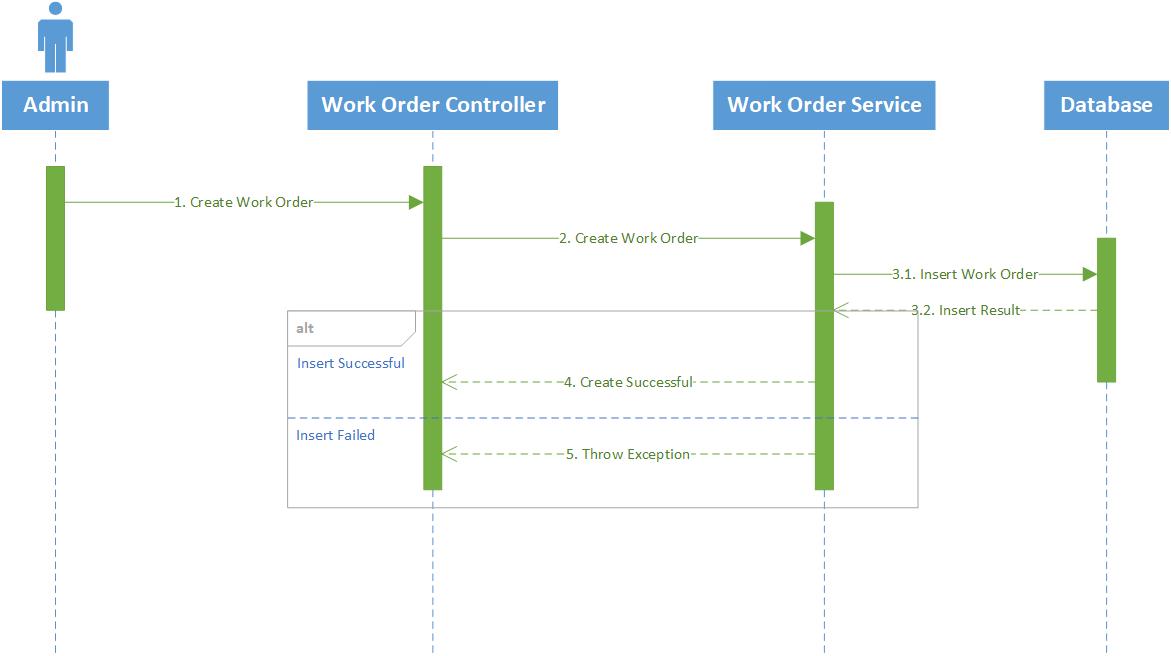 Admin
Work Order Controller
Work Order Service
Database
1. Create Work Order
2. Create Work Order
3.1. Insert Work Order
3.2. Insert Result
alt
Insert Successful
4. Create Successful
Insert Failed
5. Throw Exception